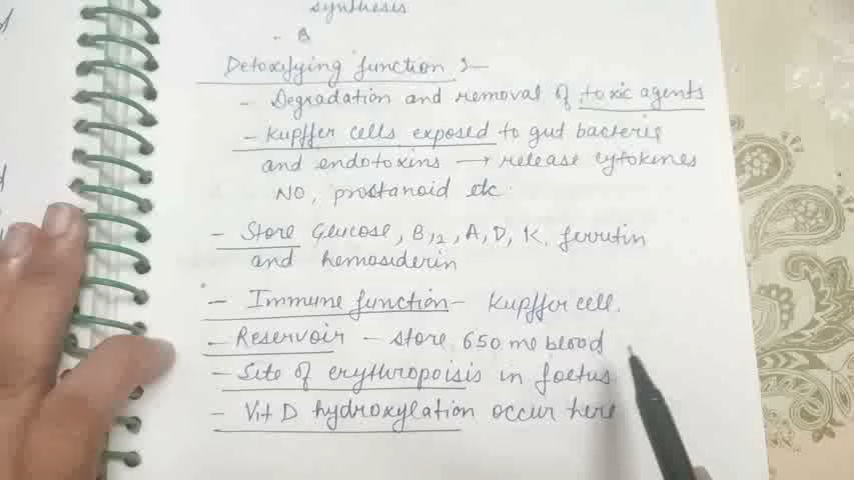 synthesis
- B
Detoxifying function :-
- Degradation and removal of toxic agents
- Kupffer cells exposed to gut bacteria
and endotoxins → release cytokines
NO, prostanoid etc.
- Store Glucose, B12, A, D, K, ferritin
and hemosiderin
- Immune function - Kupffer cell.
- Reservoir - store 650 ml blood
- Site of erythropoisis in foetus
- Vit D hydroxylation occur here